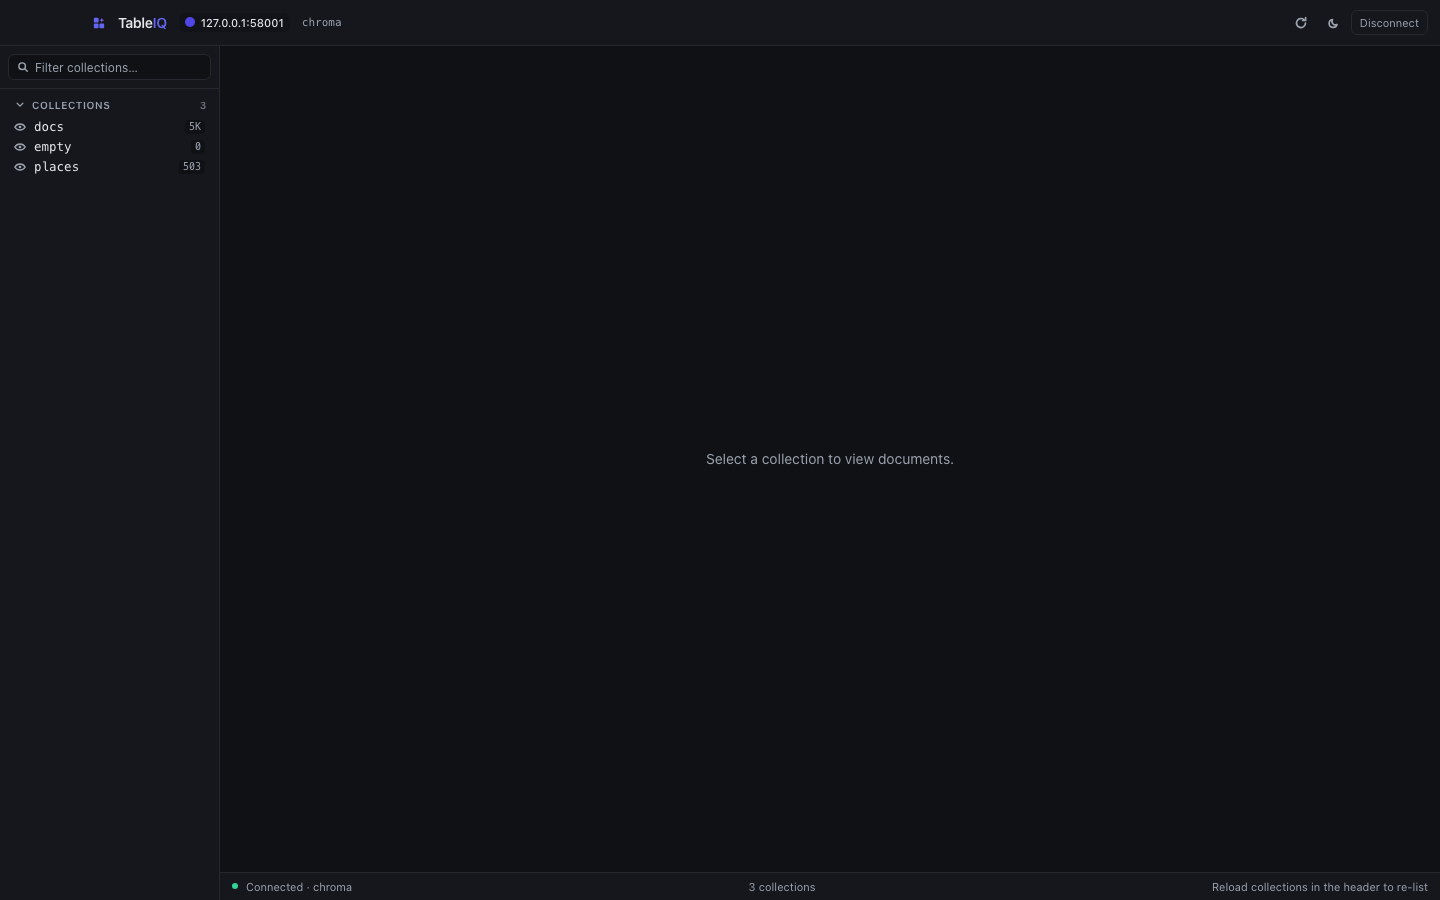 TableIQ 127.0.0.1:58001 chroma Disconnect
Filter collections...
COLLECTIONS 3
docs 5K
empty 0
places 503
Select a collection to view documents.
Connected · chroma 3 collections Reload collections in the header to re-list